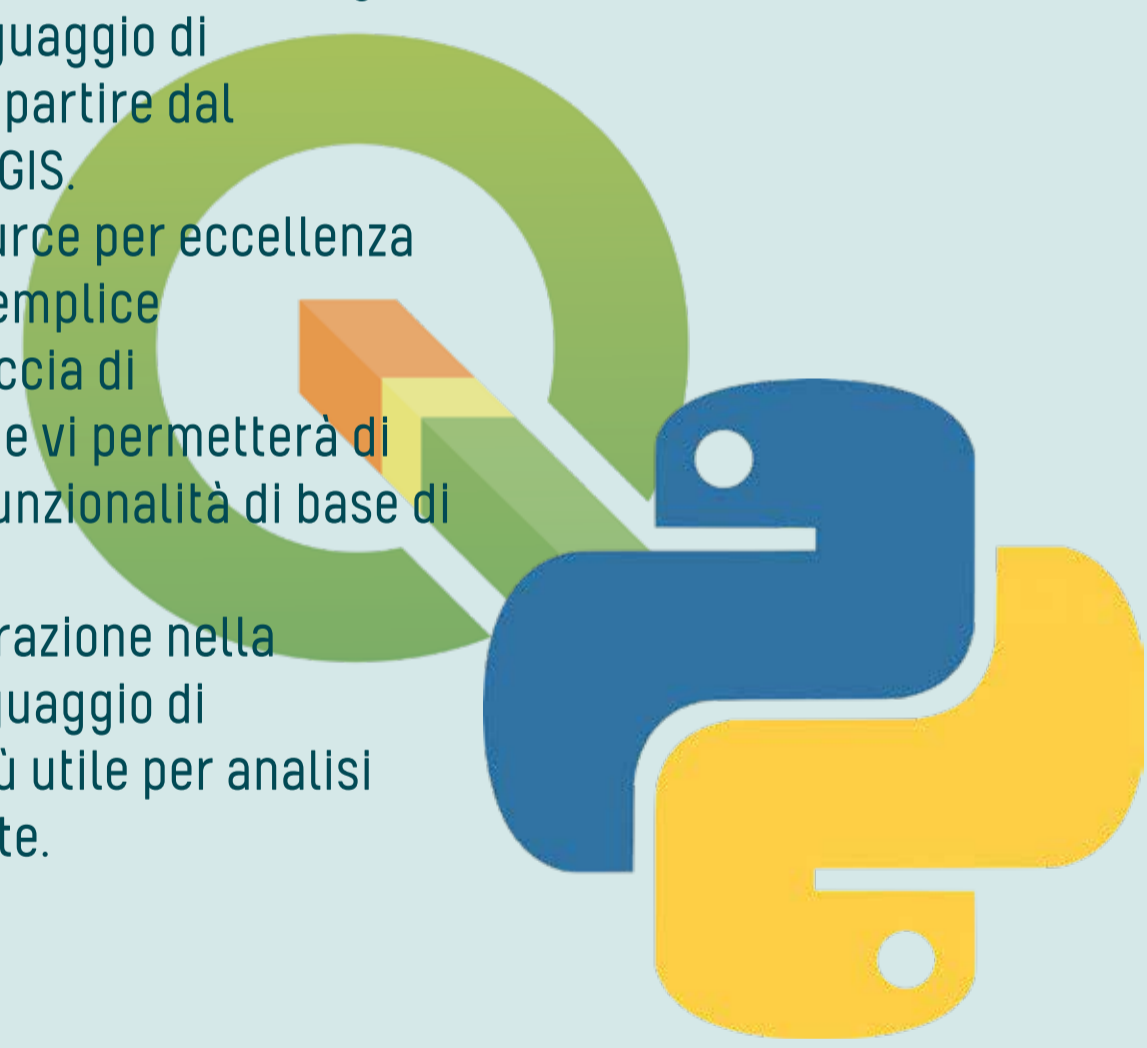 guaggio di
partire dal
GIS.
urce per eccellenza
emplice
ccia di
e vi permetterà di
unzionalità di base di
razione nella
guaggio di
ù utile per analisi
te.